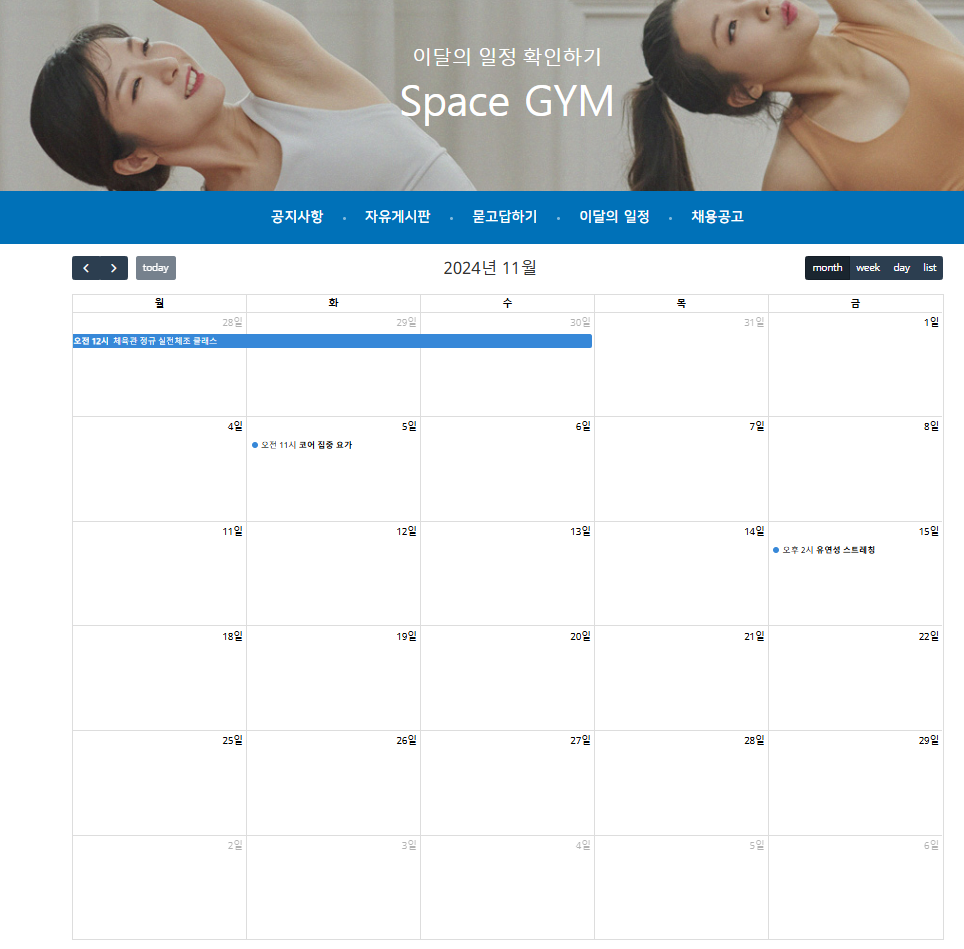 이달의 일정 확인하기
Space GYM
공지사항 • 자유게시판 • 묻고답하기 • 이달의 일정 • 채용공고
today 2024년 11월 month week day list
월 화 수 목 금
28일 29일 30일 31일 1일
오전 12시 체육관 정규 실전체조 클래스
4일 5일 6일 7일 8일
오전 11시 코어 집중 요가
11일 12일 13일 14일 15일
오후 2시 유연성 스트레칭
18일 19일 20일 21일 22일
25일 26일 27일 28일 29일
2일 3일 4일 5일 6일